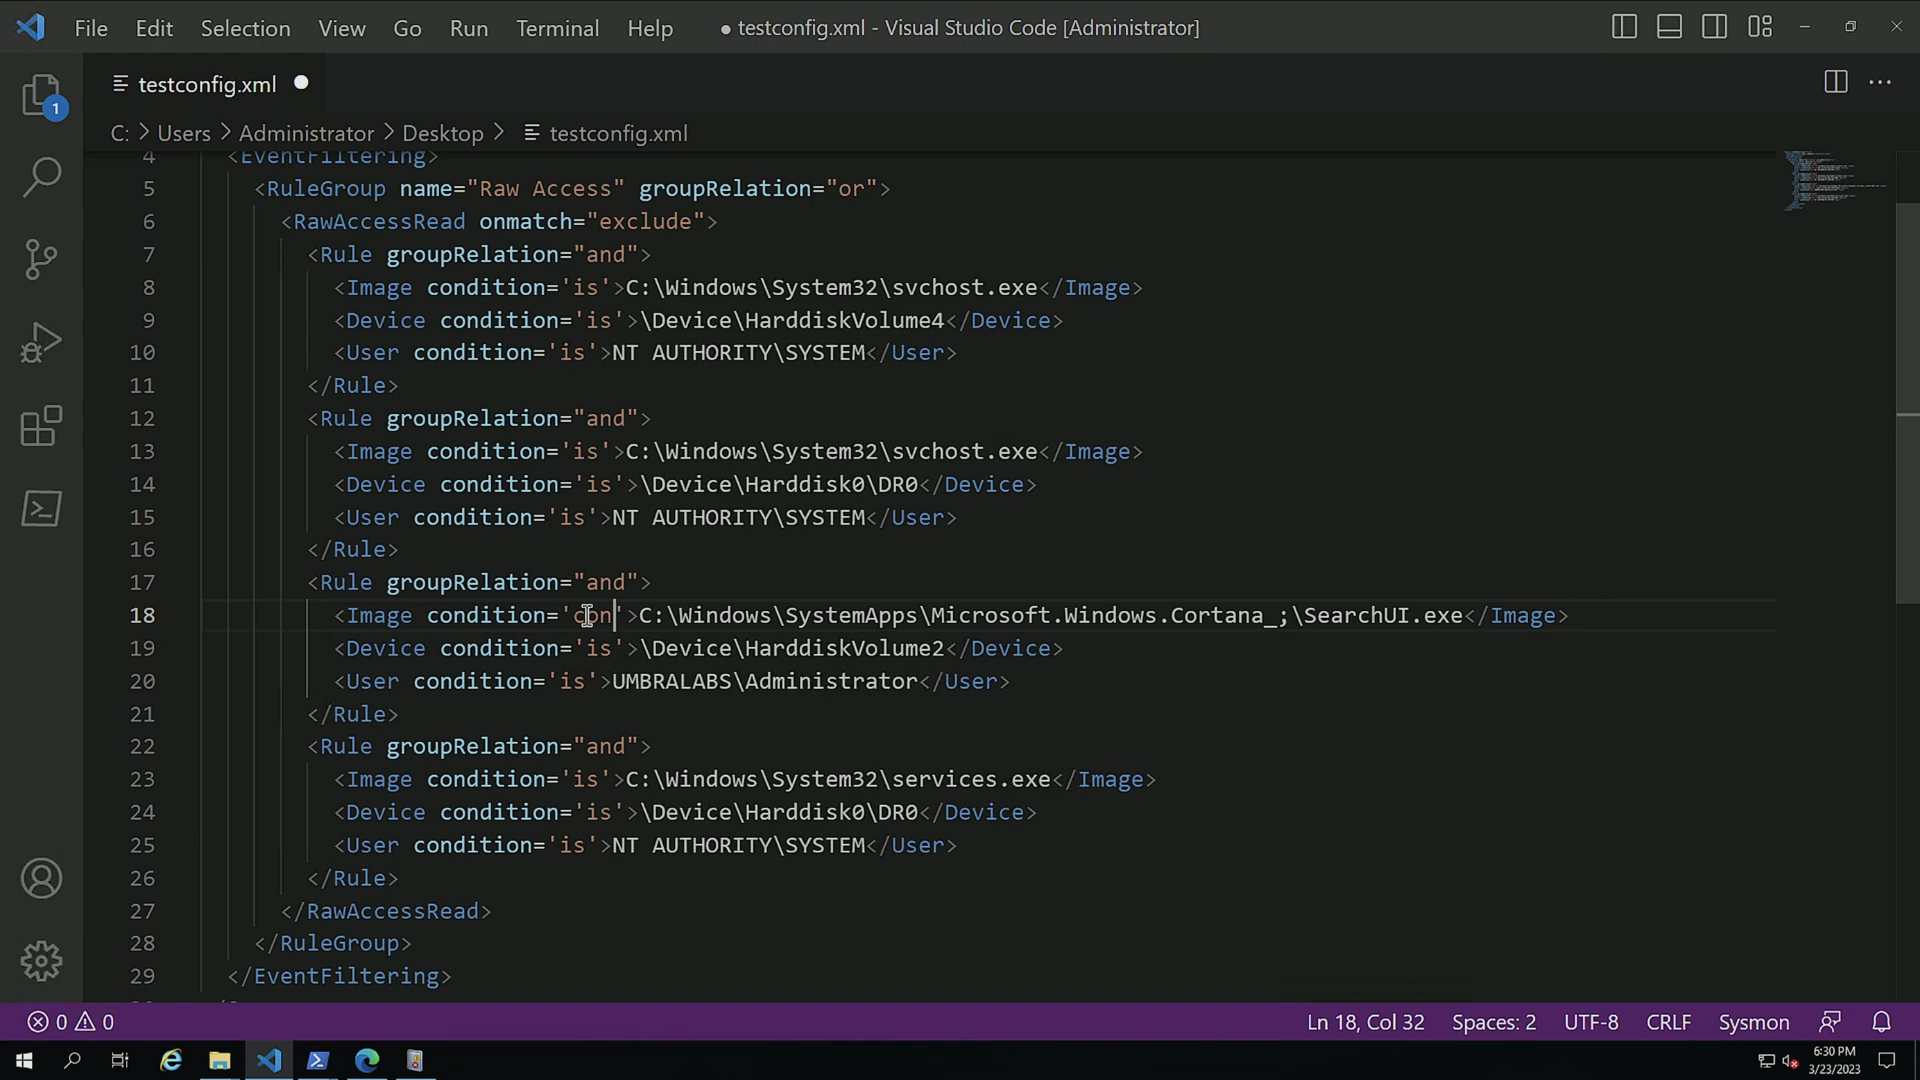 File Edit Selection View Go Run Terminal Help ● testconfig.xml - Visual Studio Code [Administrator]
testconfig.xml
C: > Users > Administrator > Desktop > testconfig.xml
1
4 <EventFiltering>
5 <RuleGroup name="Raw Access" groupRelation="or">
6 <RawAccessRead onmatch="exclude">
7 <Rule groupRelation="and">
8 <Image condition='is'>C:\Windows\System32\svchost.exe</Image>
9 <Device condition='is'>\Device\HarddiskVolume4</Device>
10 <User condition='is'>NT AUTHORITY\SYSTEM</User>
11 </Rule>
12 <Rule groupRelation="and">
13 <Image condition='is'>C:\Windows\System32\svchost.exe</Image>
14 <Device condition='is'>\Device\Harddisk0\DR0</Device>
15 <User condition='is'>NT AUTHORITY\SYSTEM</User>
16 </Rule>
17 <Rule groupRelation="and">
18 <Image condition='con'>C:\Windows\SystemApps\Microsoft.Windows.Cortana_;\SearchUI.exe</Image>
19 <Device condition='is'>\Device\HarddiskVolume2</Device>
20 <User condition='is'>UMBRALABS\Administrator</User>
21 </Rule>
22 <Rule groupRelation="and">
23 <Image condition='is'>C:\Windows\System32\services.exe</Image>
24 <Device condition='is'>\Device\Harddisk0\DR0</Device>
25 <User condition='is'>NT AUTHORITY\SYSTEM</User>
26 </Rule>
27 </RawAccessRead>
28 </RuleGroup>
29 </EventFiltering>
0 0 Ln 18, Col 32 Spaces: 2 UTF-8 CRLF Sysmon
6:30 PM
3/23/2023